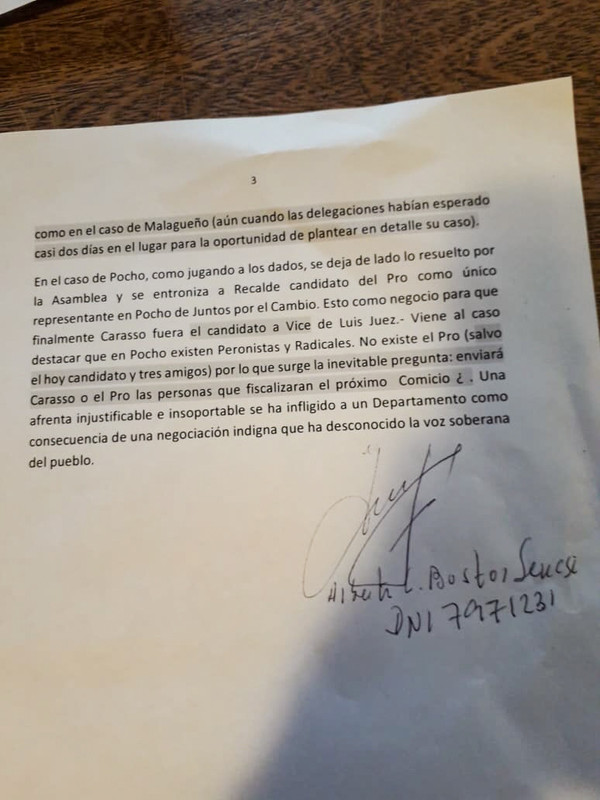 3
como en el caso de Malagueño (aún cuando las delegaciones habían esperado
casi dos días en el lugar para la oportunidad de plantear en detalle su caso).
En el caso de Pocho, como jugando a los dados, se deja de lado lo resuelto por
la Asamblea y se entroniza a Recalde candidato del Pro como único
representante en Pocho de Juntos por el Cambio. Esto como negocio para que
finalmente Carasso fuera el candidato a Vice de Luis Juez.- Viene al caso
destacar que en Pocho existen Peronistas y Radicales. No existe el Pro (salvo
el hoy candidato y tres amigos) por lo que surge la inevitable pregunta: enviará
Carasso o el Pro las personas que fiscalizaran el próximo Comicio ¿ . Una
afrenta injustificable e insoportable se ha infligido a un Departamento como
consecuencia de una negociación indigna que ha desconocido la voz soberana
del pueblo.
L. Bustos Senesi
DNI 7971231